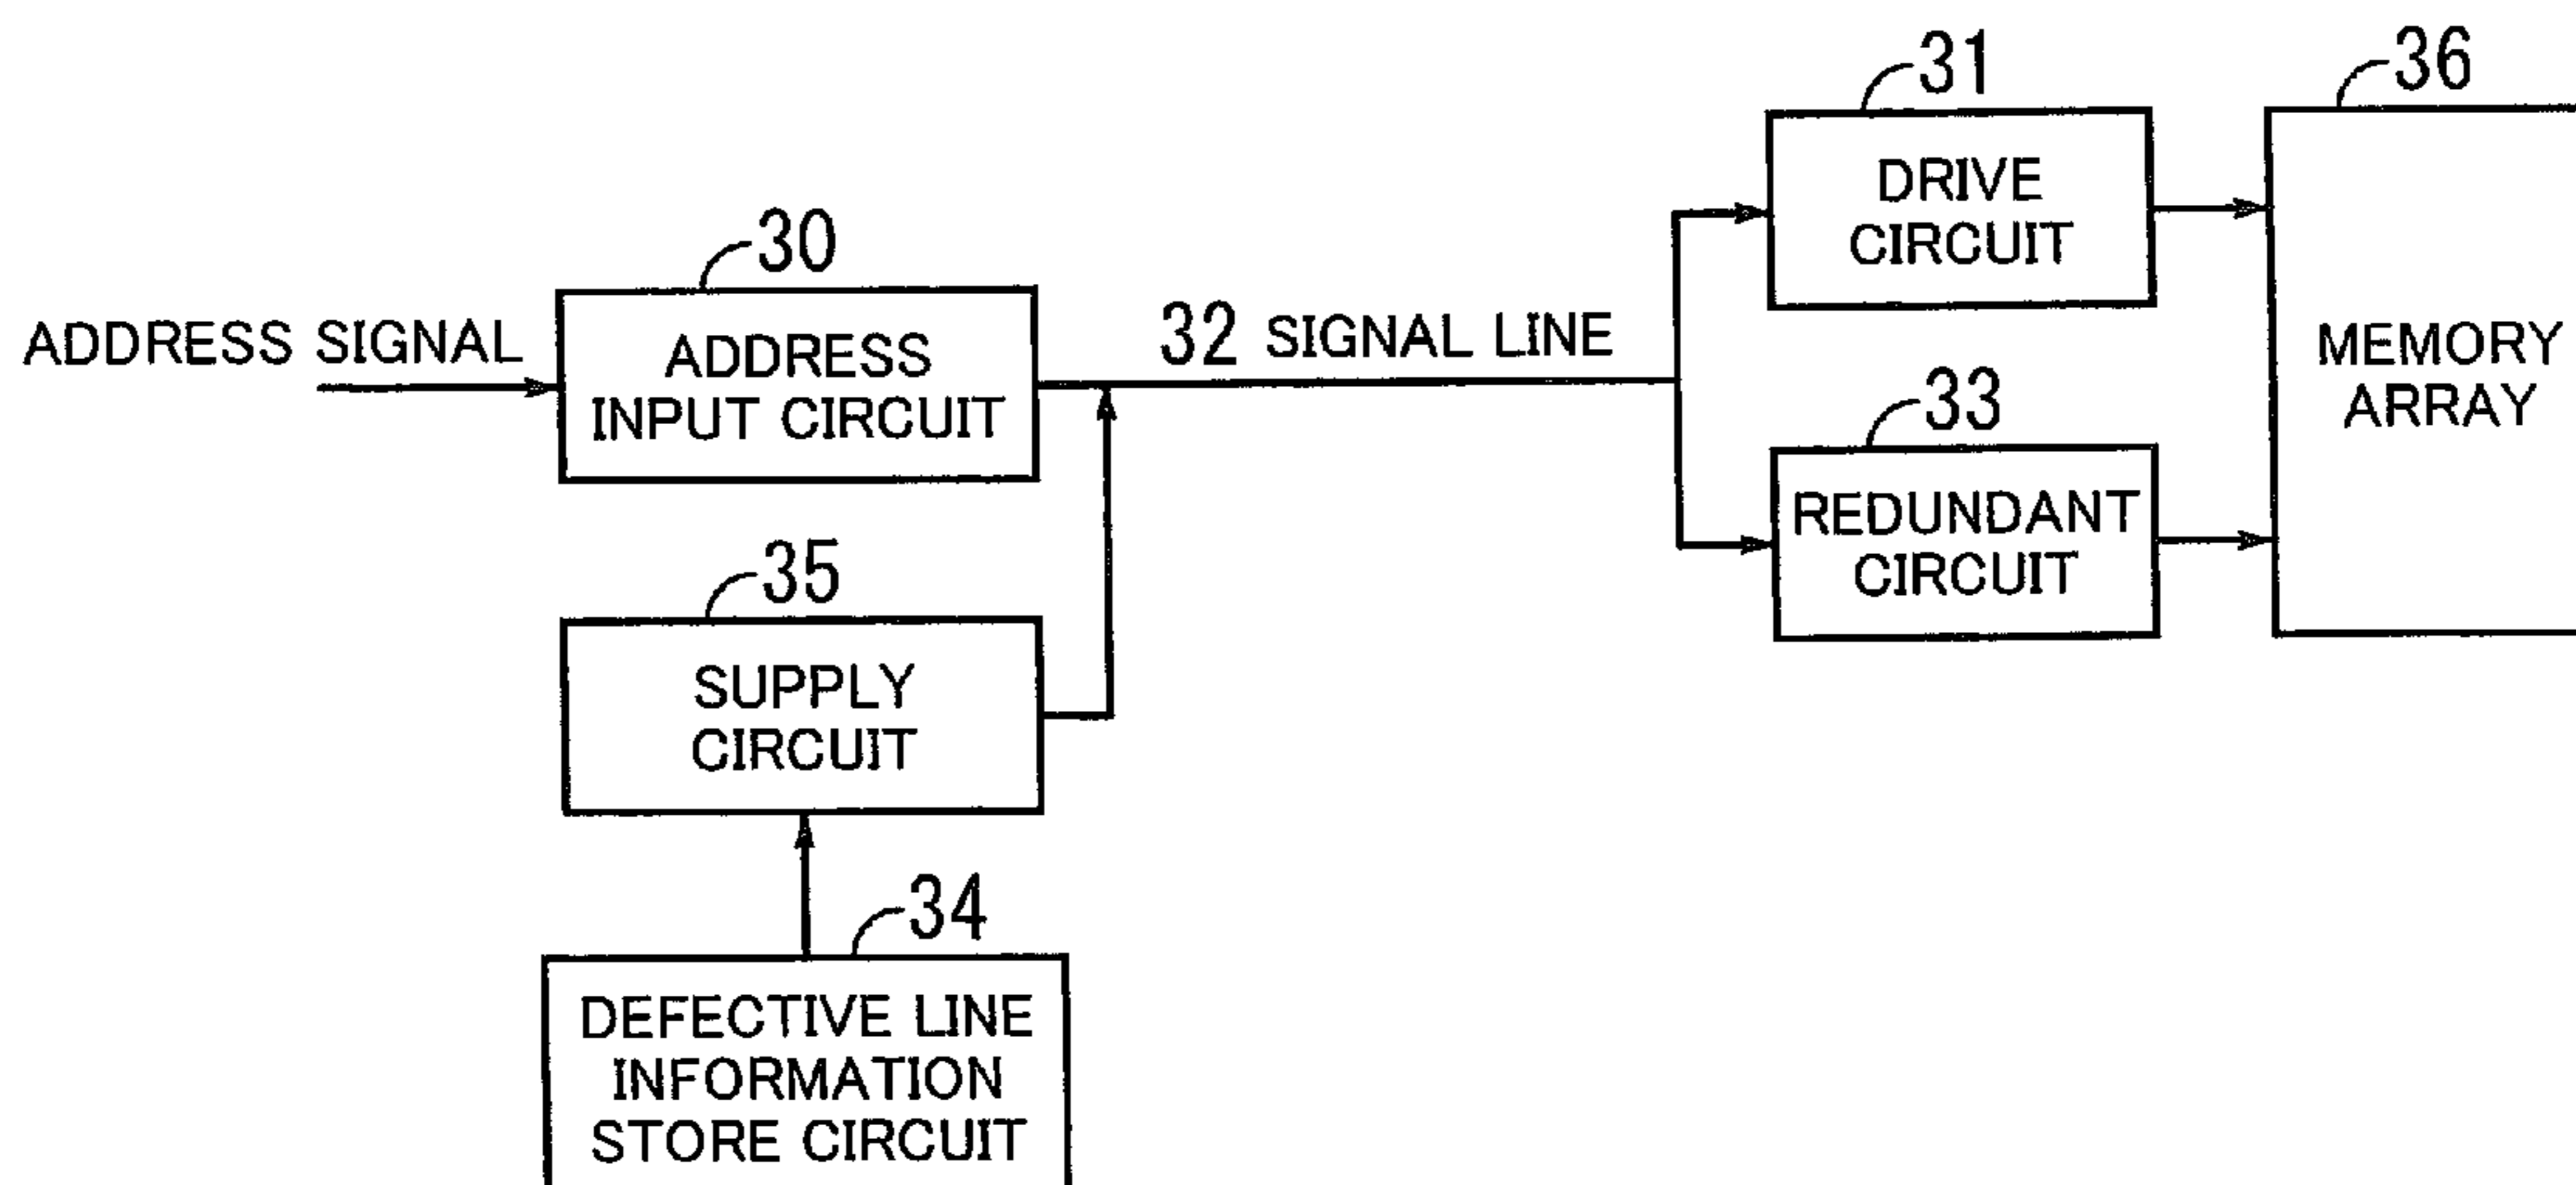 31
36
DRIVE
CIRCUIT
30
ADDRESS SIGNAL
ADDRESS
INPUT CIRCUIT
32 SIGNAL LINE
MEMORY
ARRAY
33
REDUNDANT
CIRCUIT
35
SUPPLY
CIRCUIT
34
DEFECTIVE LINE
INFORMATION
STORE CIRCUIT